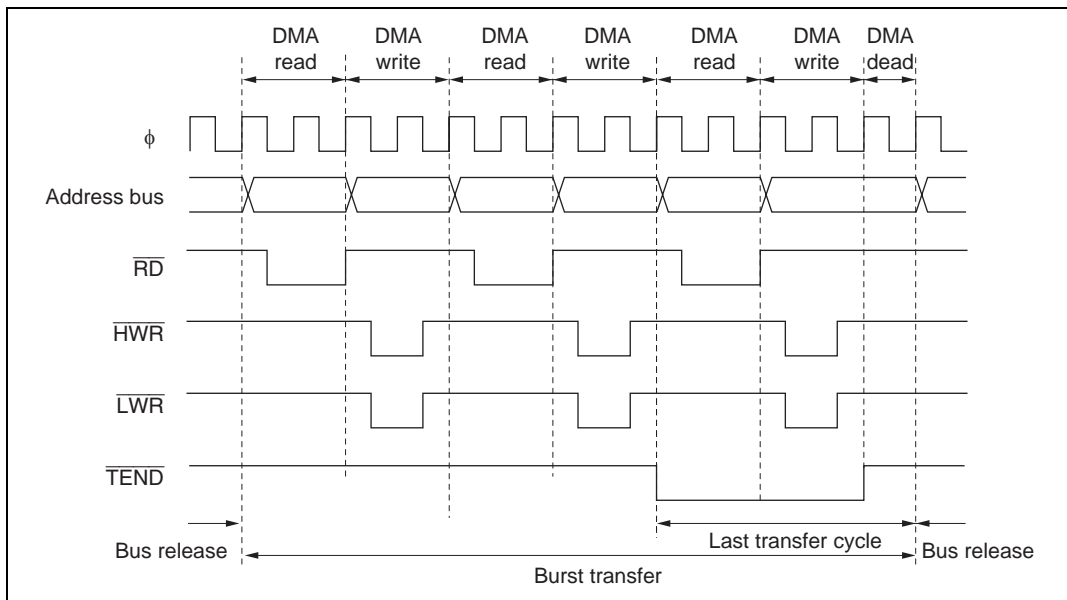 DMA DMA DMA DMA DMA DMA DMA
read write read write read write dead
ϕ
Address bus
RD
HWR
LWR
TEND
Last transfer cycle
Bus release Bus release
Burst transfer